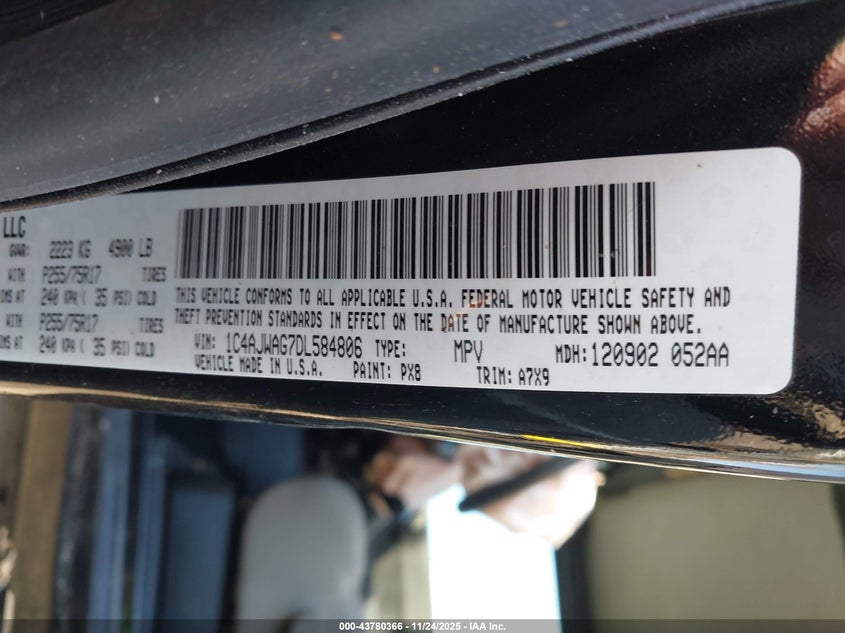 LLC
2223 KG 4900 LB
WITH P255/75R17 TIRES
IMS AT 240 KPA( 35 PSI) COLD
WITH P255/75R17 TIRES
IMS AT 240 KPA( 35 PSI) COLD
THIS VEHICLE CONFORMS TO ALL APPLICABLE U.S.A. FEDERAL MOTOR VEHICLE SAFETY AND
THEFT PREVENTION STANDARDS IN EFFECT ON THE DATE OF MANUFACTURE SHOWN ABOVE.
VIN: 1C4AJWAG7DL584806 TYPE: MPV MDH: 120902 052AA
VEHICLE MADE IN U.S.A. PAINT: PX8 TRIM: A7X9
000-43780366 - 11/24/2025 - IAA Inc.